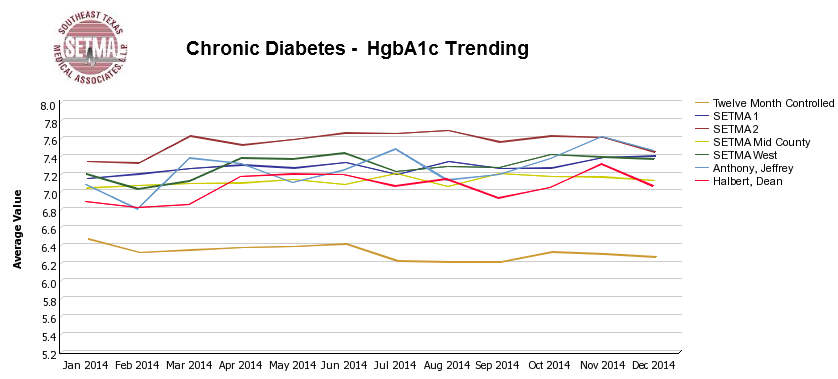 SOUTHEAST TEXAS
SETMA
MEDICAL ASSOCIATES, L.L.P.
Chronic Diabetes - HgbA1c Trending
Average Value
8.0
7.8
7.6
7.4
7.2
7.0
6.8
6.6
6.4
6.2
6.0
5.8
5.6
5.4
5.2
Jan 2014 Feb 2014 Mar 2014 Apr 2014 May 2014 Jun 2014 Jul 2014 Aug 2014 Sep 2014 Oct 2014 Nov 2014 Dec 2014
Twelve Month Controlled
SETMA 1
SETMA 2
SETMA Mid County
SETMA West
Anthony, Jeffrey
Halbert, Dean